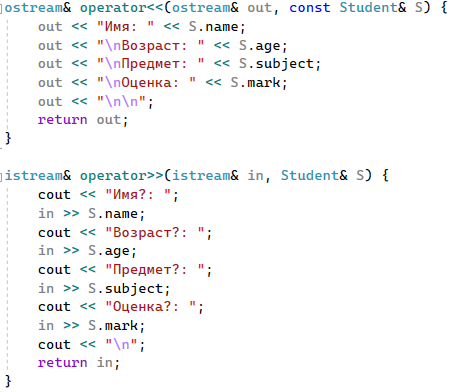 ostream& operator<<(ostream& out, const Student& S) {
out << "Имя: " << S.name;
out << "\nВозраст: " << S.age;
out << "\nПредмет: " << S.subject;
out << "\nОценка: " << S.mark;
out << "\n\n";
return out;
}
istream& operator>>(istream& in, Student& S) {
cout << "Имя?: ";
in >> S.name;
cout << "Возраст?: ";
in >> S.age;
cout << "Предмет?: ";
in >> S.subject;
cout << "Оценка?: ";
in >> S.mark;
cout << "\n";
return in;
}